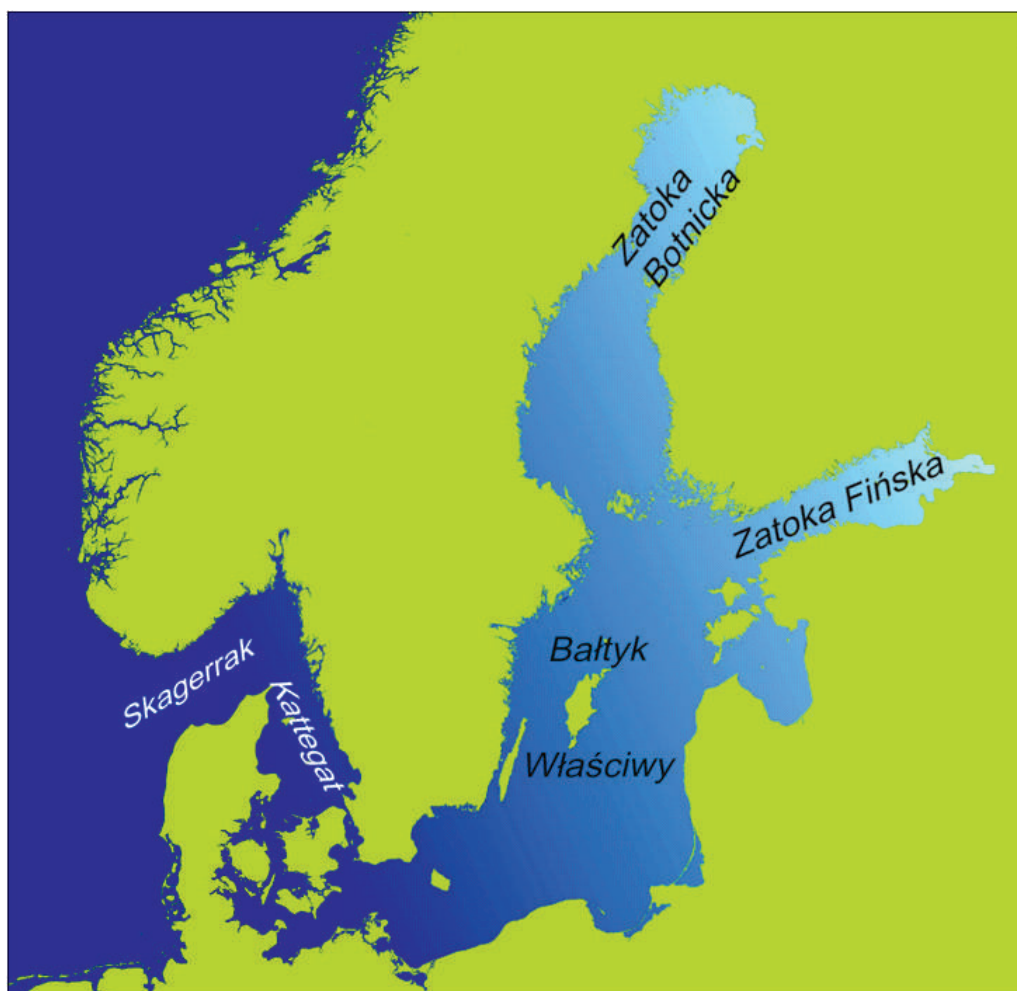 Zatoka
Botnicka
Zatoka Fińska
Bałtyk
Skagerrak
Kattegat
Właściwy